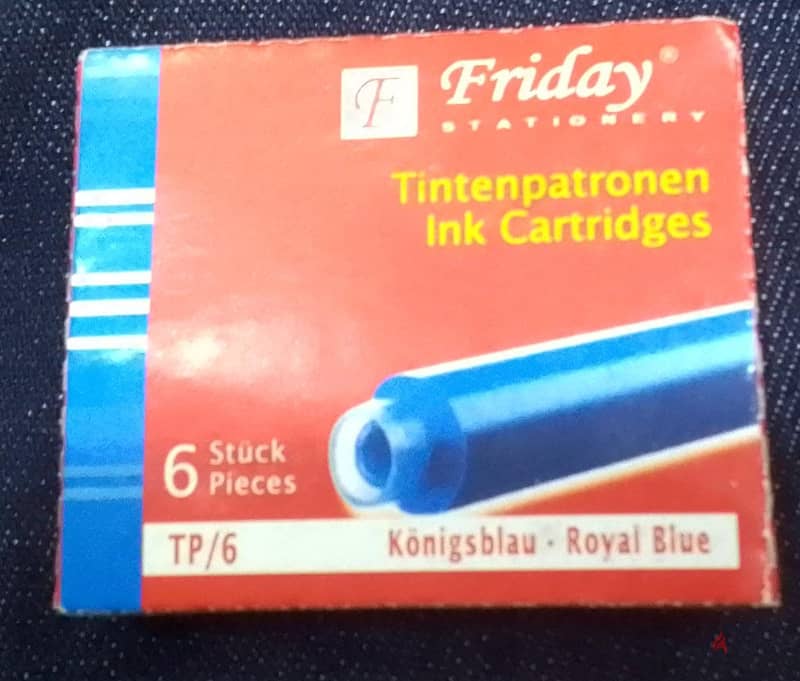 F
Friday®
STATIONERY
Tintenpatronen
Ink Cartridges
6 Stück
Pieces
TP/6
Königsblau · Royal Blue